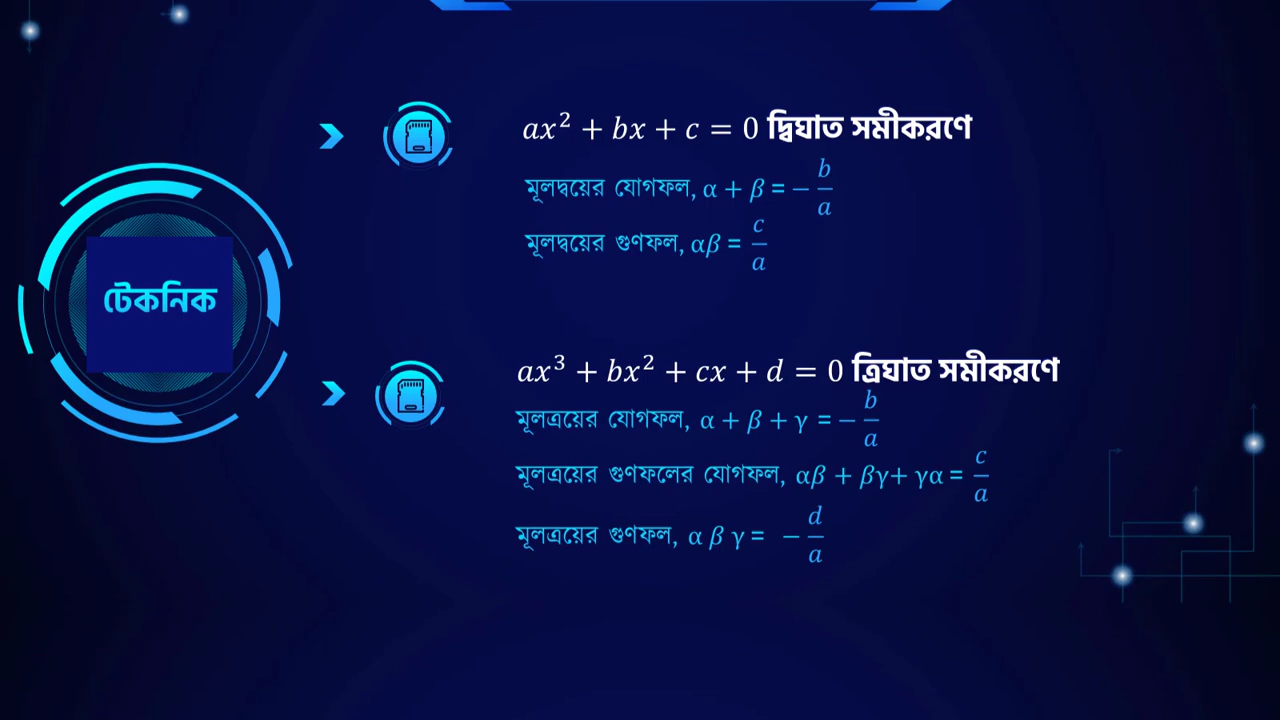 টেকনিক
ax² + bx + c = 0 দ্বিঘাত সমীকরণে
মূলদ্বয়ের যোগফল, α + β = − b/a
মূলদ্বয়ের গুণফল, αβ = c/a
ax³ + bx² + cx + d = 0 ত্রিঘাত সমীকরণে
মূলত্রয়ের যোগফল, α + β + γ = − b/a
মূলত্রয়ের গুণফলের যোগফল, αβ + βγ+ γα = c/a
মূলত্রয়ের গুণফল, α β γ = − d/a